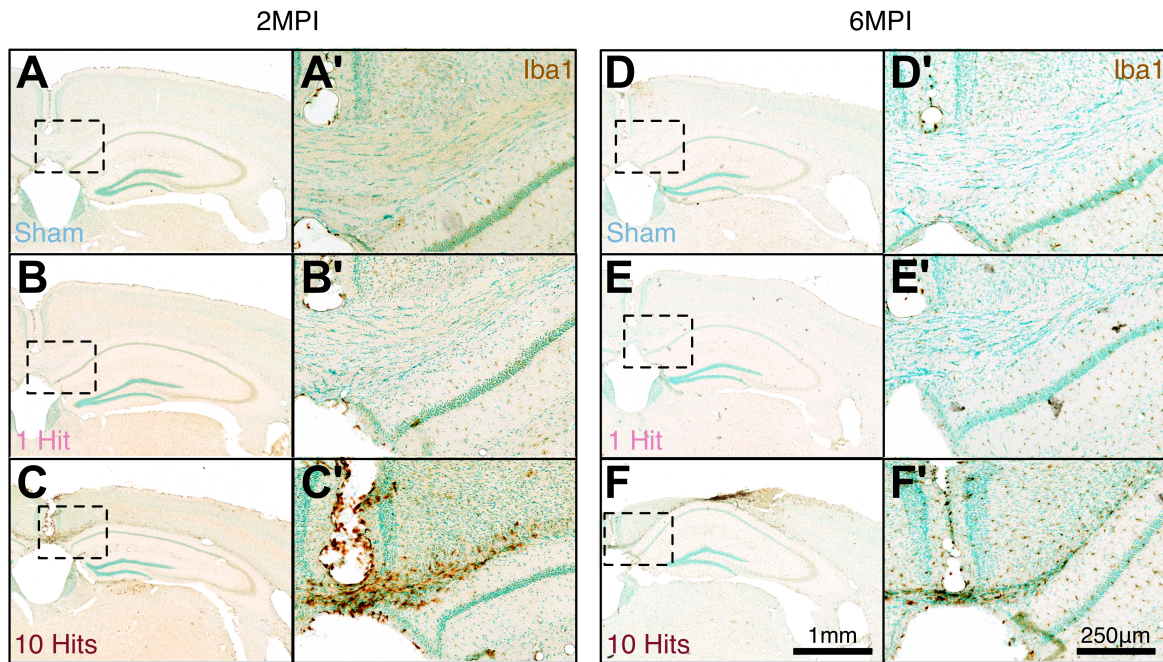 2MPI
6MPI
A
A'
Iba1
D
D'
Iba1
Sham
Sham
B
B'
E
E'
1 Hit
1 Hit
C
C'
F
F'
10 Hits
10 Hits
1mm
250µm